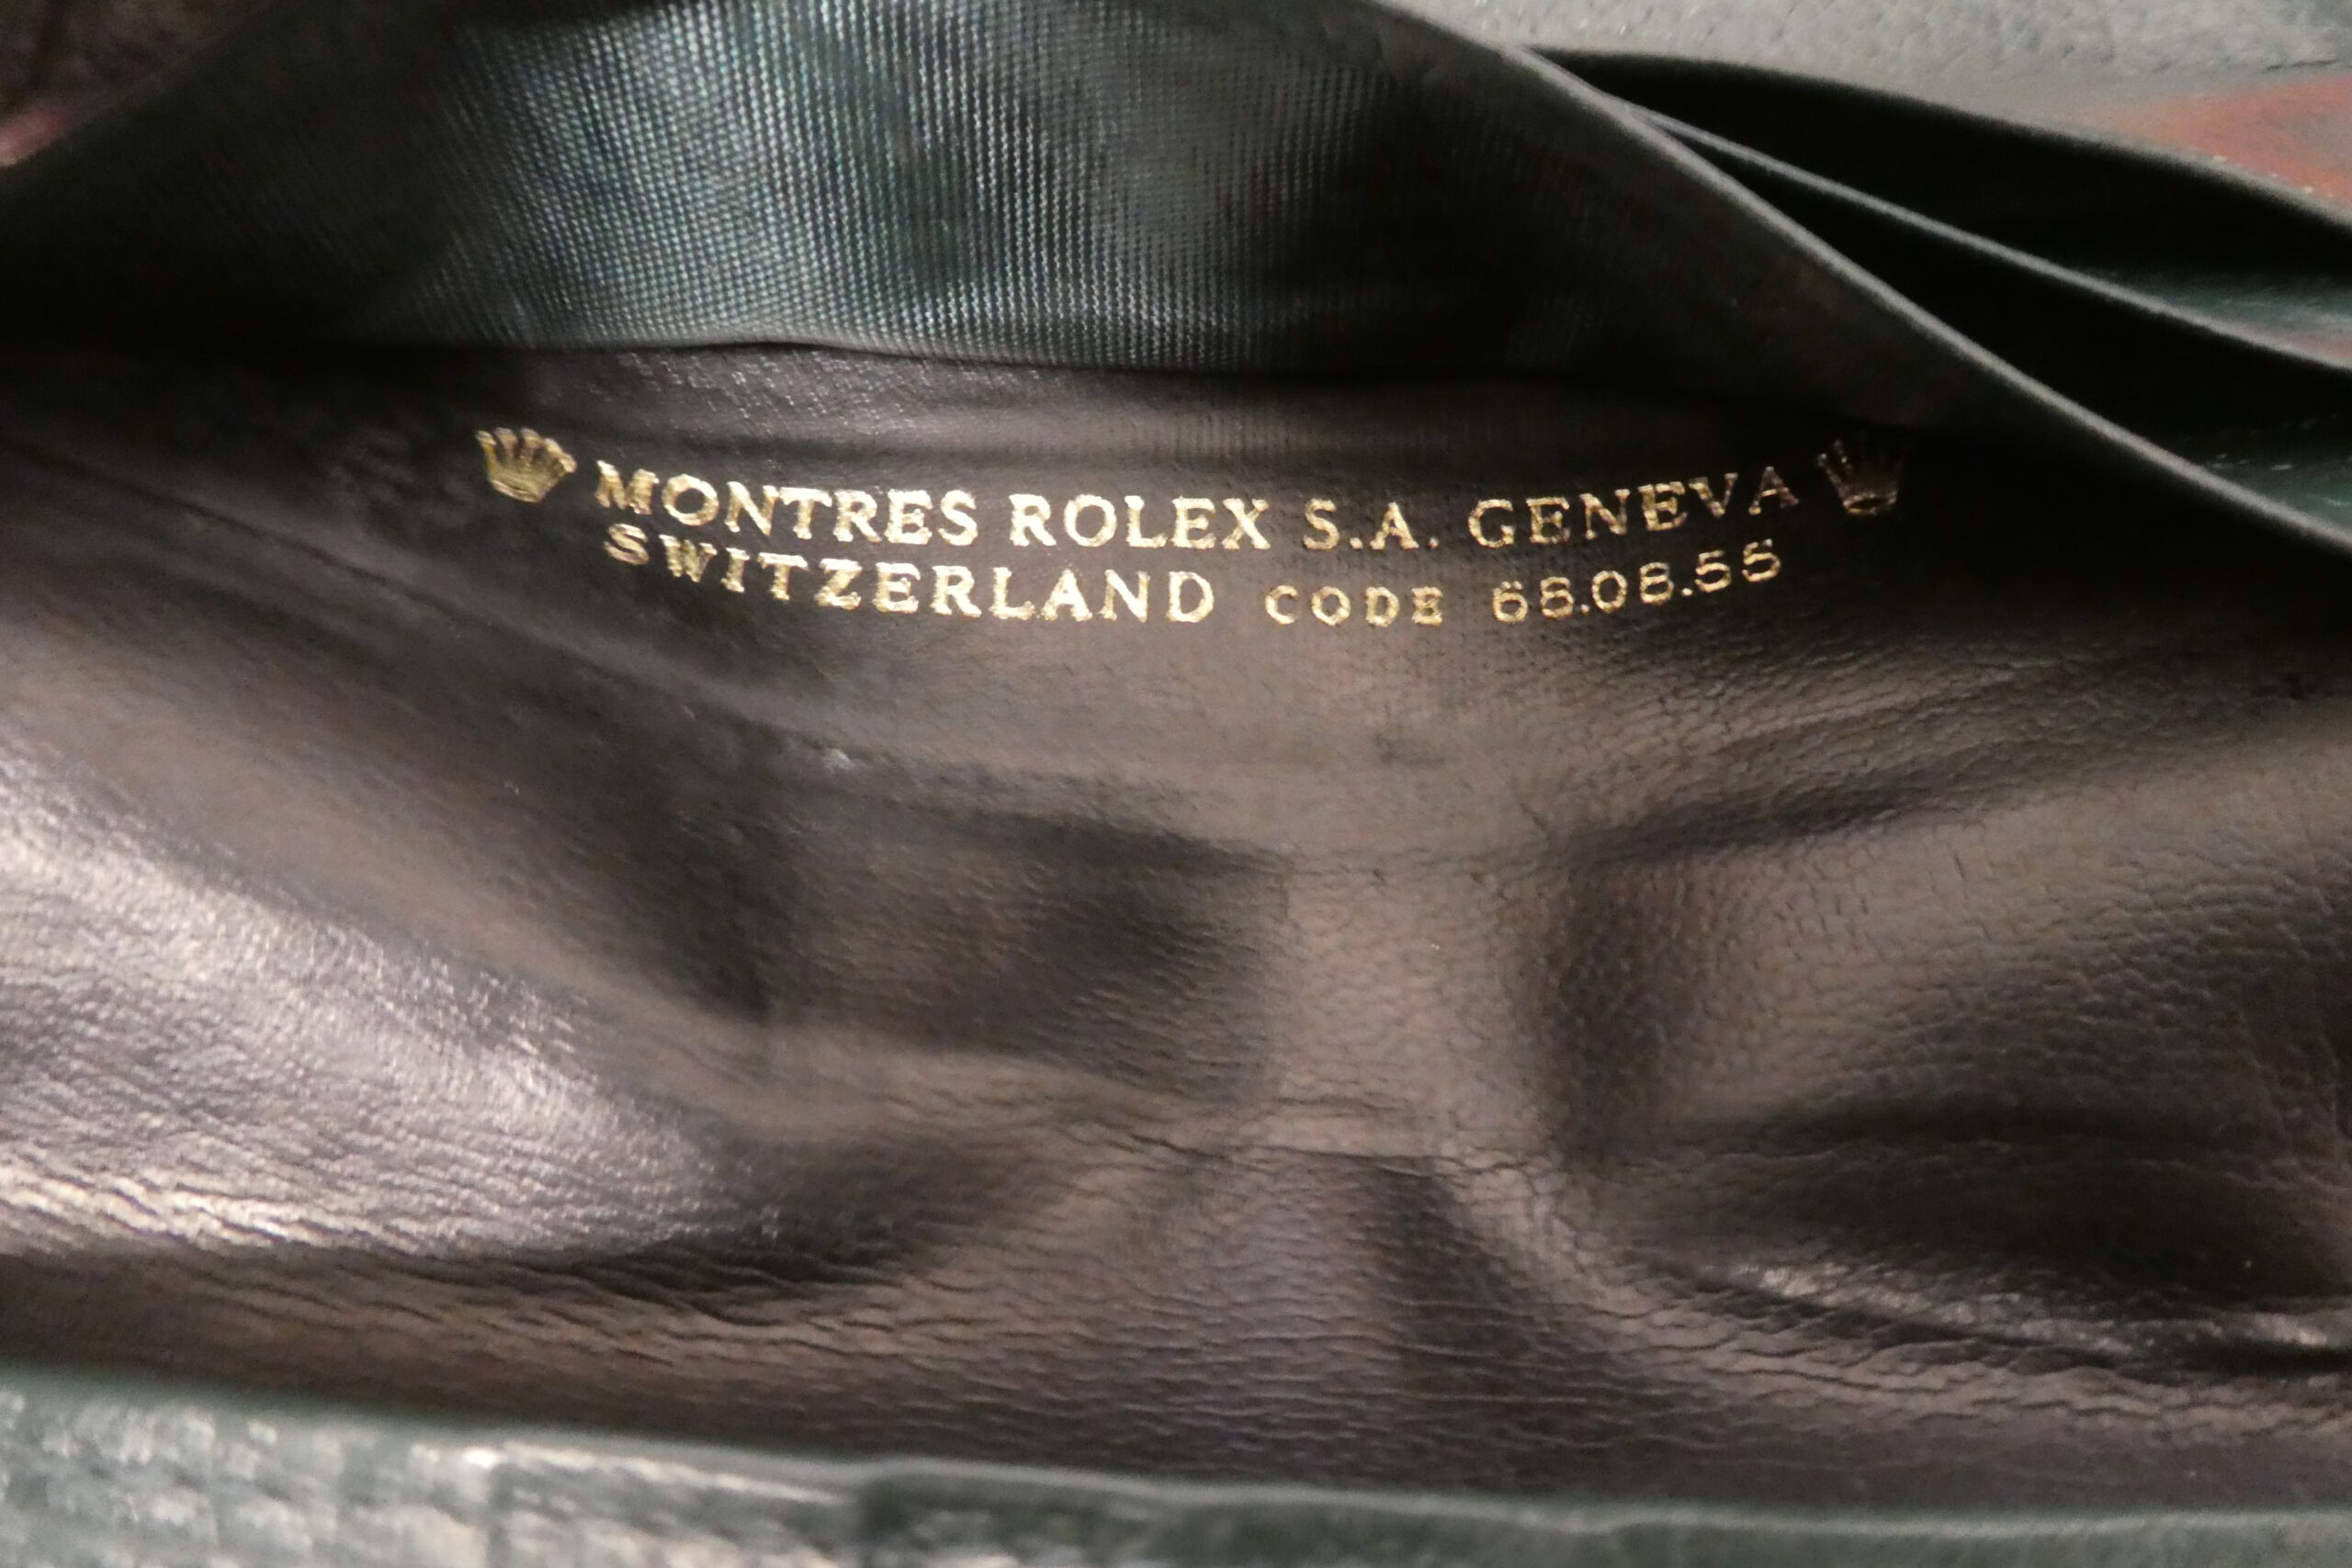 MONTRES ROLEX S.A. GENEVA
SWITZERLAND CODE 68.08.55